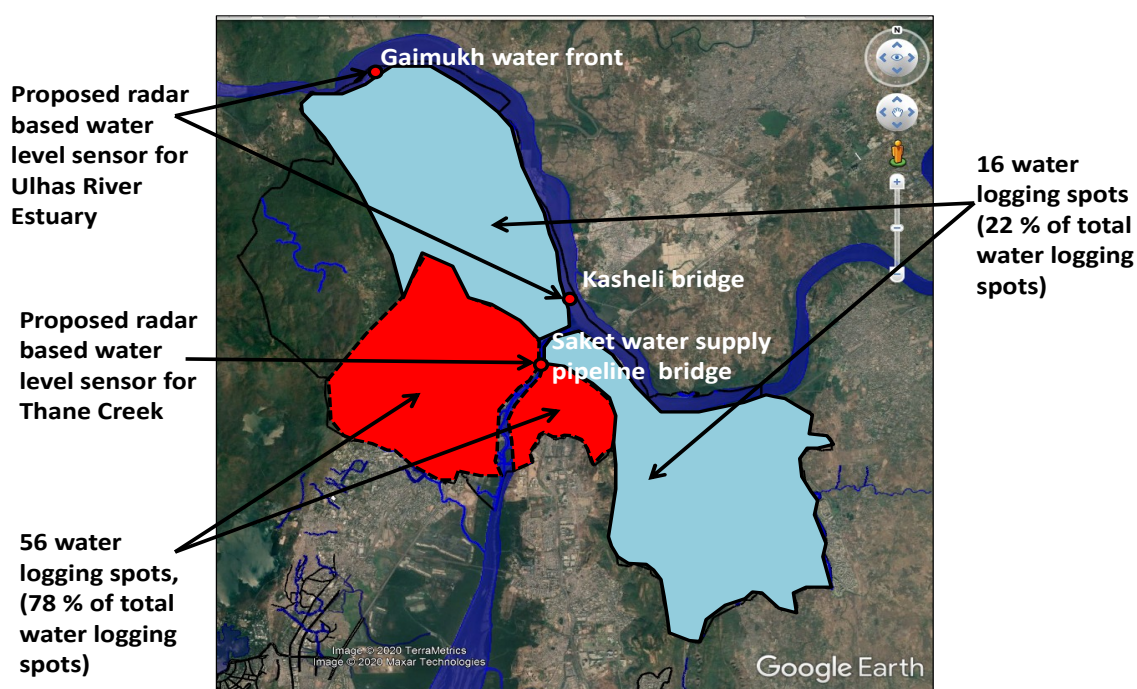 Gaimukh water front
Proposed radar
based water
level sensor for
Ulhas River
Estuary
16 water
logging spots
(22 % of total
water logging
spots)
Kasheli bridge
Proposed radar
based water
level sensor for
Thane Creek
Saket water supply
pipeline bridge
56 water
logging spots,
(78 % of total
water logging
spots)
N
Image © 2020 TerraMetrics
Image © 2020 Maxar Technologies
Google Earth